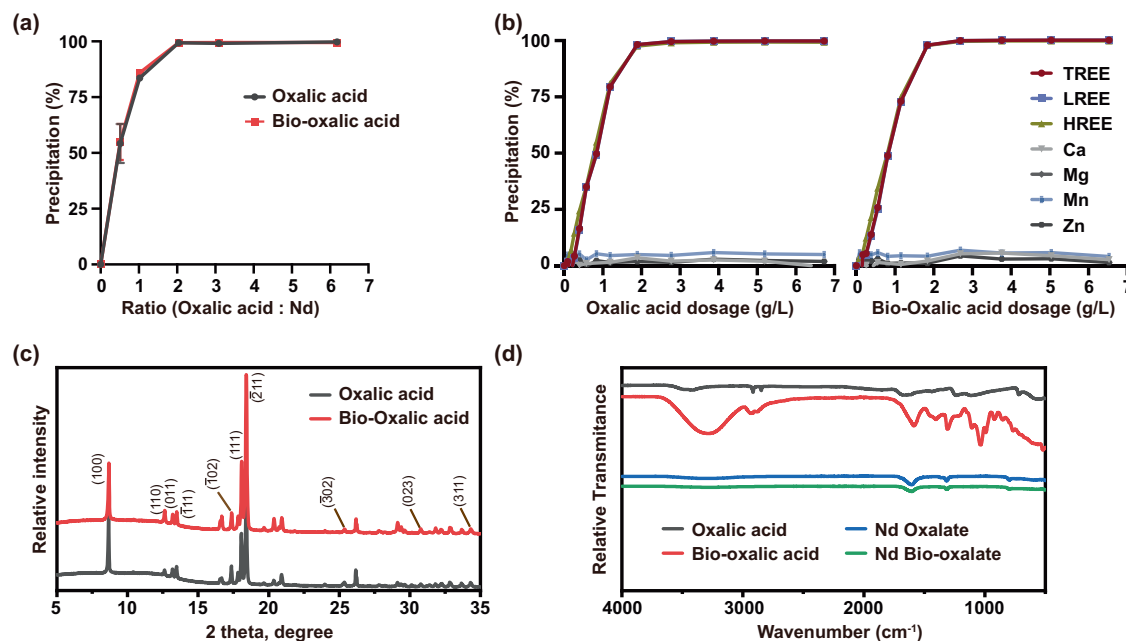 (a)
100
75
50
25
0
Precipitation (%)
0 1 2 3 4 5 6 7
Ratio (Oxalic acid : Nd)
Oxalic acid
Bio-oxalic acid
(b)
100
75
50
25
0
Precipitation (%)
0 1 2 3 4 5 6 7
Oxalic acid dosage (g/L)
0 1 2 3 4 5 6 7
Bio-Oxalic acid dosage (g/L)
TREE
LREE
HREE
Ca
Mg
Mn
Zn
(c)
Relative intensity
(100)
(110)
(011)
(1̅11)
(1̅02)
(111)
(2̅11)
(3̅02)
(023)
(311)
Oxalic acid
Bio-Oxalic acid
5 10 15 20 25 30 35
2 theta, degree
(d)
Relative Transmitance
Oxalic acid
Bio-oxalic acid
Nd Oxalate
Nd Bio-oxalate
4000 3000 2000 1000
Wavenumber (cm⁻¹)